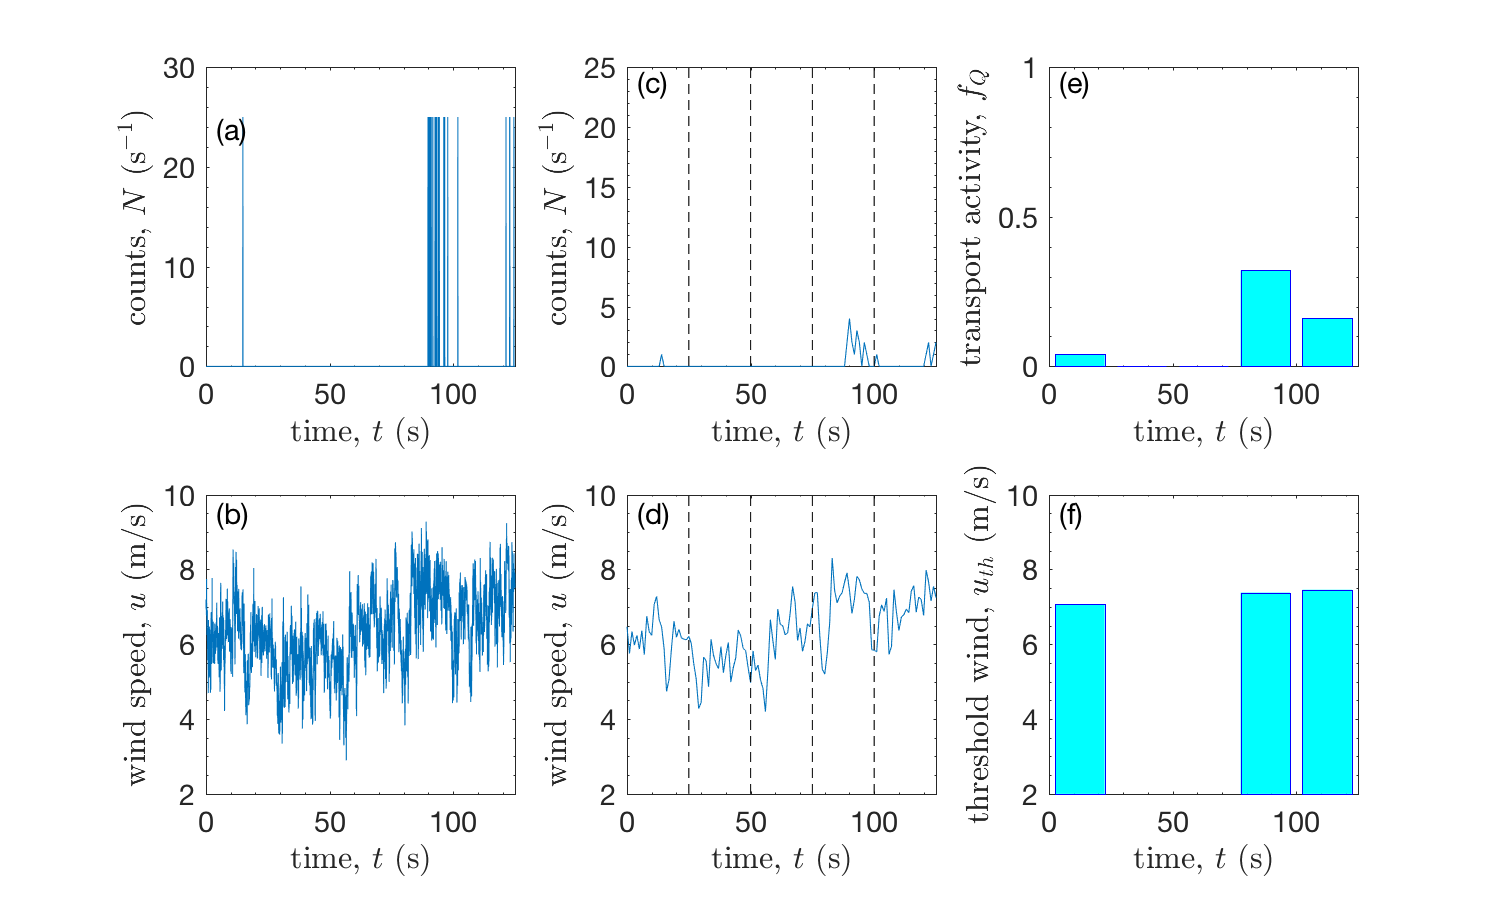 (a)
counts, N (s⁻¹)
30
20
10
0
0 50 100
time, t (s)
(c)
counts, N (s⁻¹)
25
20
15
10
5
0
0 50 100
time, t (s)
(e)
transport activity, f_Q
1
0.5
0
0 50 100
time, t (s)
(b)
wind speed, u (m/s)
10
8
6
4
2
0 50 100
time, t (s)
(d)
wind speed, u (m/s)
10
8
6
4
2
0 50 100
time, t (s)
(f)
threshold wind, u_{th} (m/s)
10
8
6
4
2
0 50 100
time, t (s)